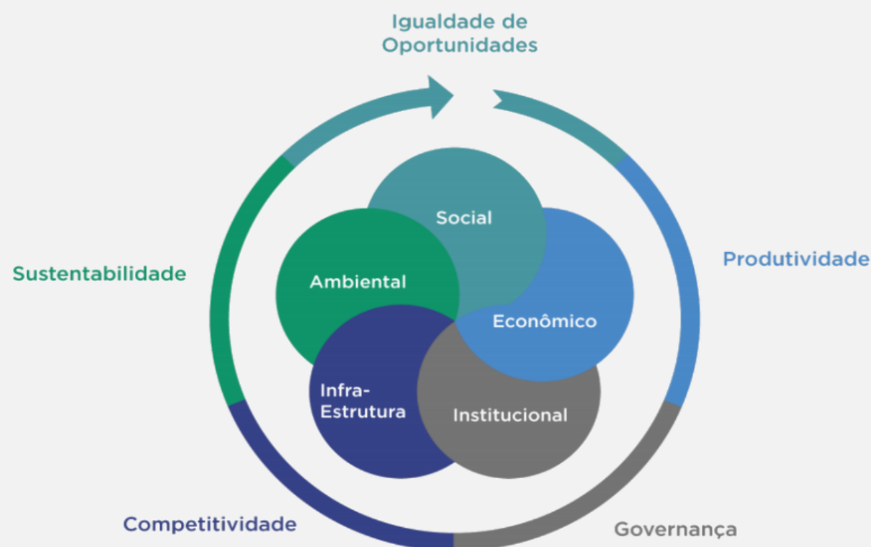 Igualdade de
Oportunidades
Social
Produtividade
Sustentabilidade
Ambiental
Econômico
Infra-
Estrutura
Institucional
Competitividade
Governança